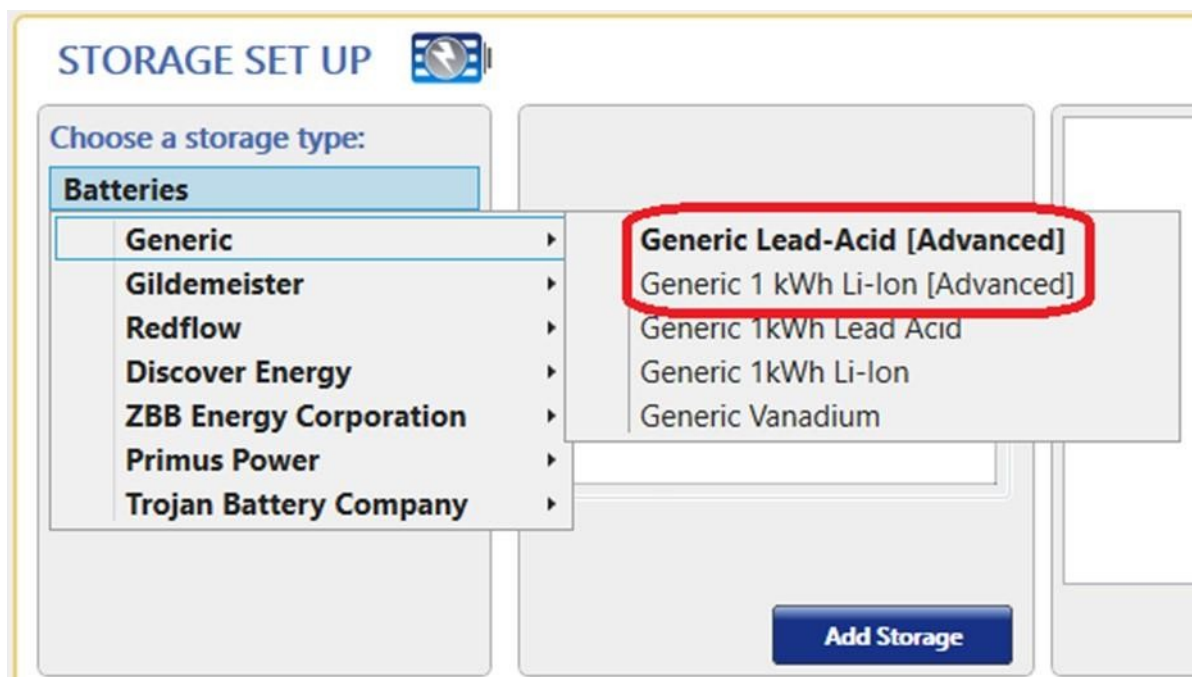 STORAGE SET UP
Choose a storage type:
Batteries
Generic
Gildemeister
Redflow
Discover Energy
ZBB Energy Corporation
Primus Power
Trojan Battery Company
Generic Lead-Acid [Advanced]
Generic 1 kWh Li-Ion [Advanced]
Generic 1kWh Lead Acid
Generic 1kWh Li-Ion
Generic Vanadium
Add Storage